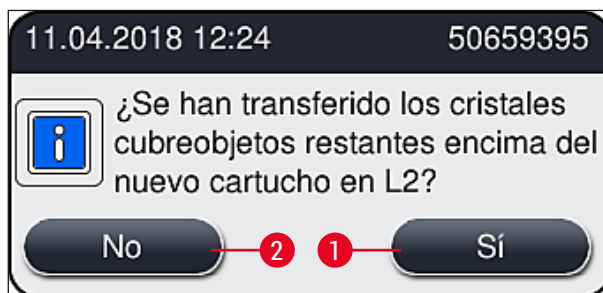 11.04.2018 12:24 50659395
¿Se han transferido los cristales
cubreobjetos restantes encima del
nuevo cartucho en L2?
No 2 1 Sí